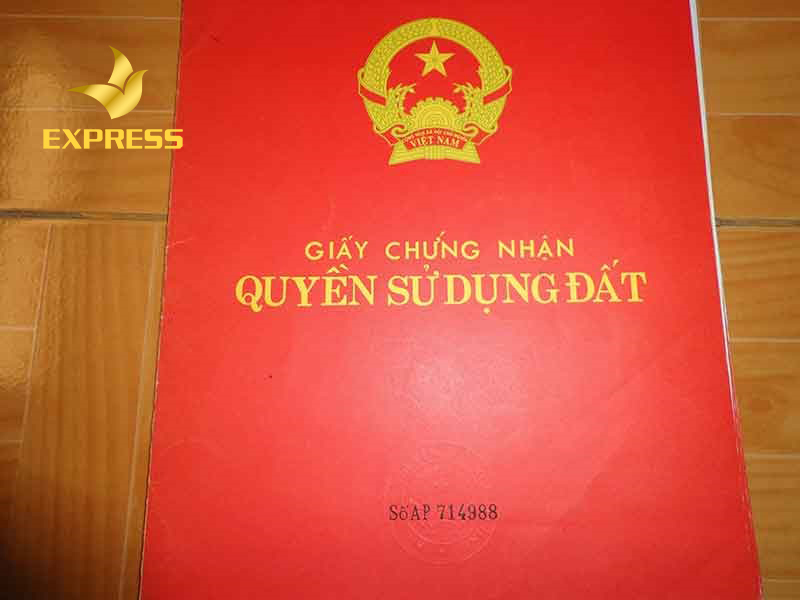 EXPRESS
VIỆT NAM
GIẤY CHỨNG NHẬN
QUYỀN SỬ DỤNG ĐẤT
Số AP 714988